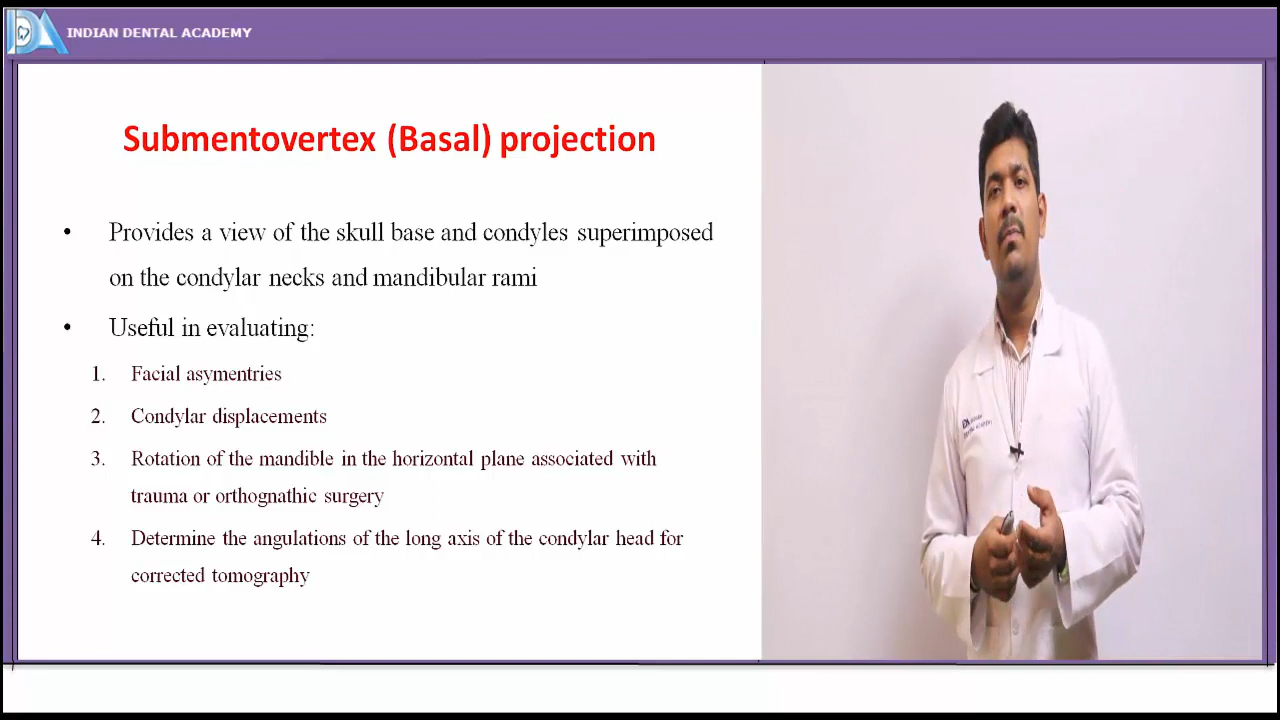 INDIAN DENTAL ACADEMY
Submentovertex (Basal) projection
• Provides a view of the skull base and condyles superimposed
on the condylar necks and mandibular rami
• Useful in evaluating:
1. Facial asymentries
2. Condylar displacements
3. Rotation of the mandible in the horizontal plane associated with
trauma or orthognathic surgery
4. Determine the angulations of the long axis of the condylar head for
corrected tomography